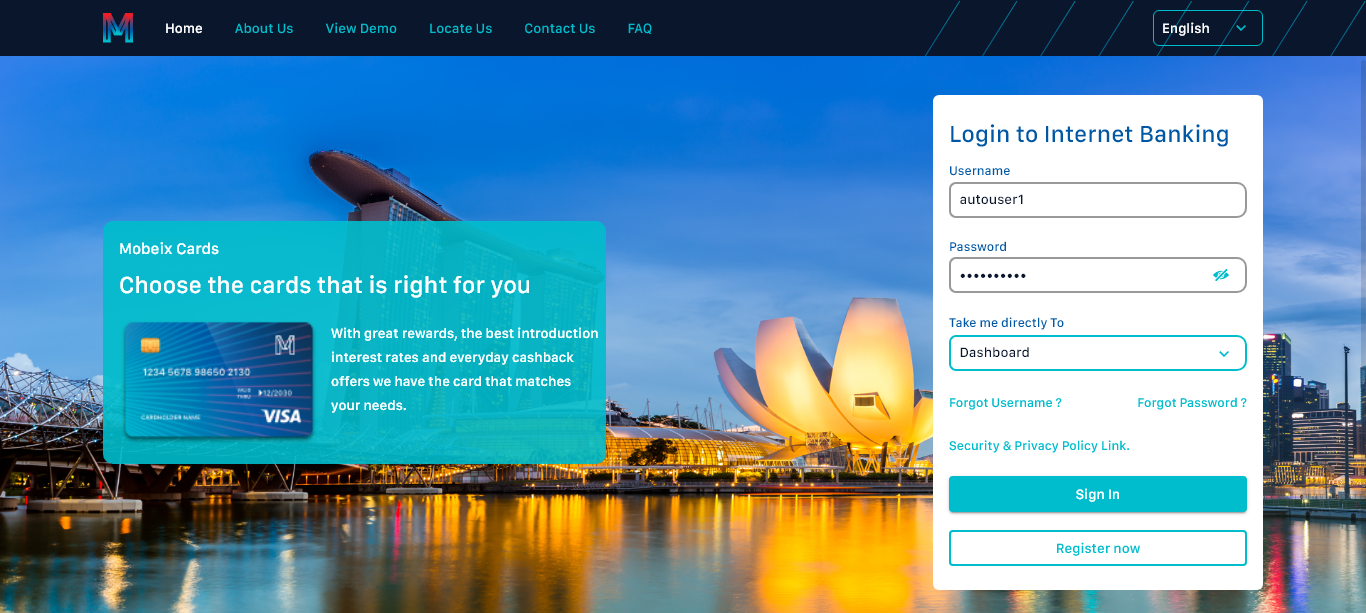 Home About Us View Demo Locate Us Contact Us FAQ English
Mobeix Cards
Choose the cards that is right for you
With great rewards, the best introduction
interest rates and everyday cashback
offers we have the card that matches
your needs.
1234 5678 98650 2130
VALID
THRU 12/2030
CARDHOLDER NAME
VISA
Login to Internet Banking
Username
autouser1
Password
••••••••••
Take me directly To
Dashboard
Forgot Username ? Forgot Password ?
Security & Privacy Policy Link.
Sign In
Register now